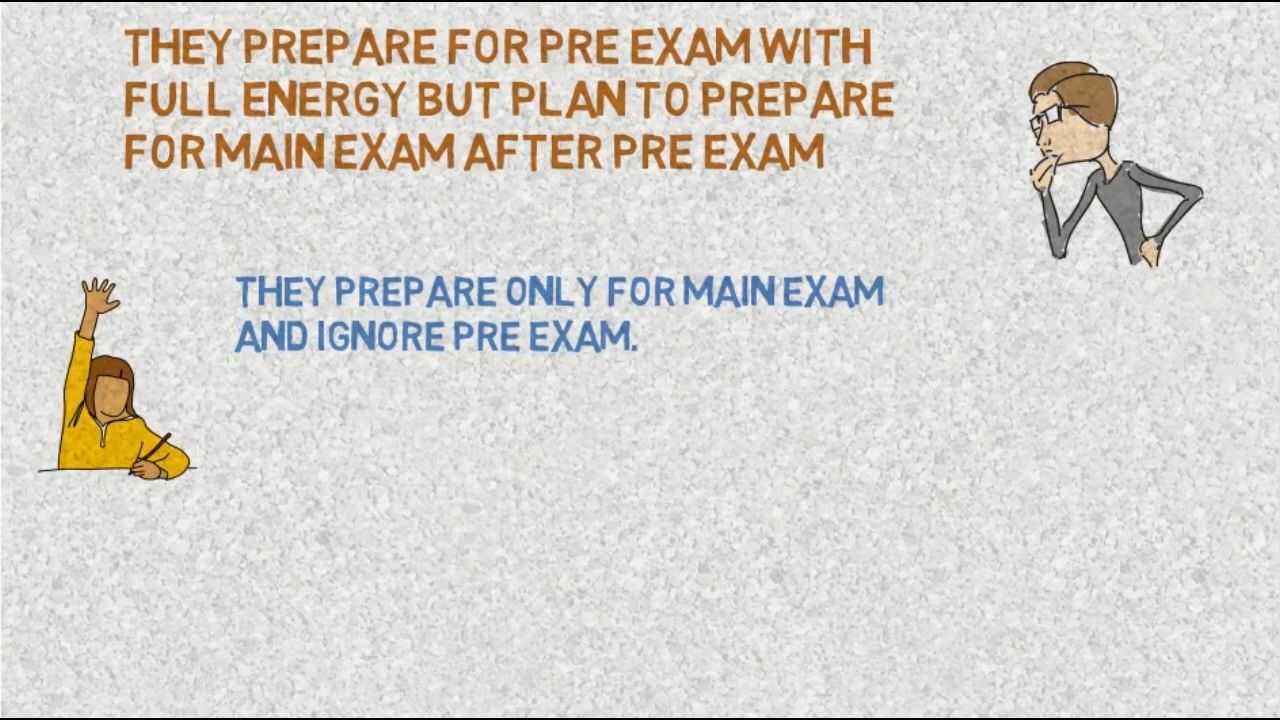 THEY PREPARE FOR PRE EXAM WITH
FULL ENERGY BUT PLAN TO PREPARE
FOR MAIN EXAM AFTER PRE EXAM
THEY PREPARE ONLY FOR MAIN EXAM
AND IGNORE PRE EXAM.